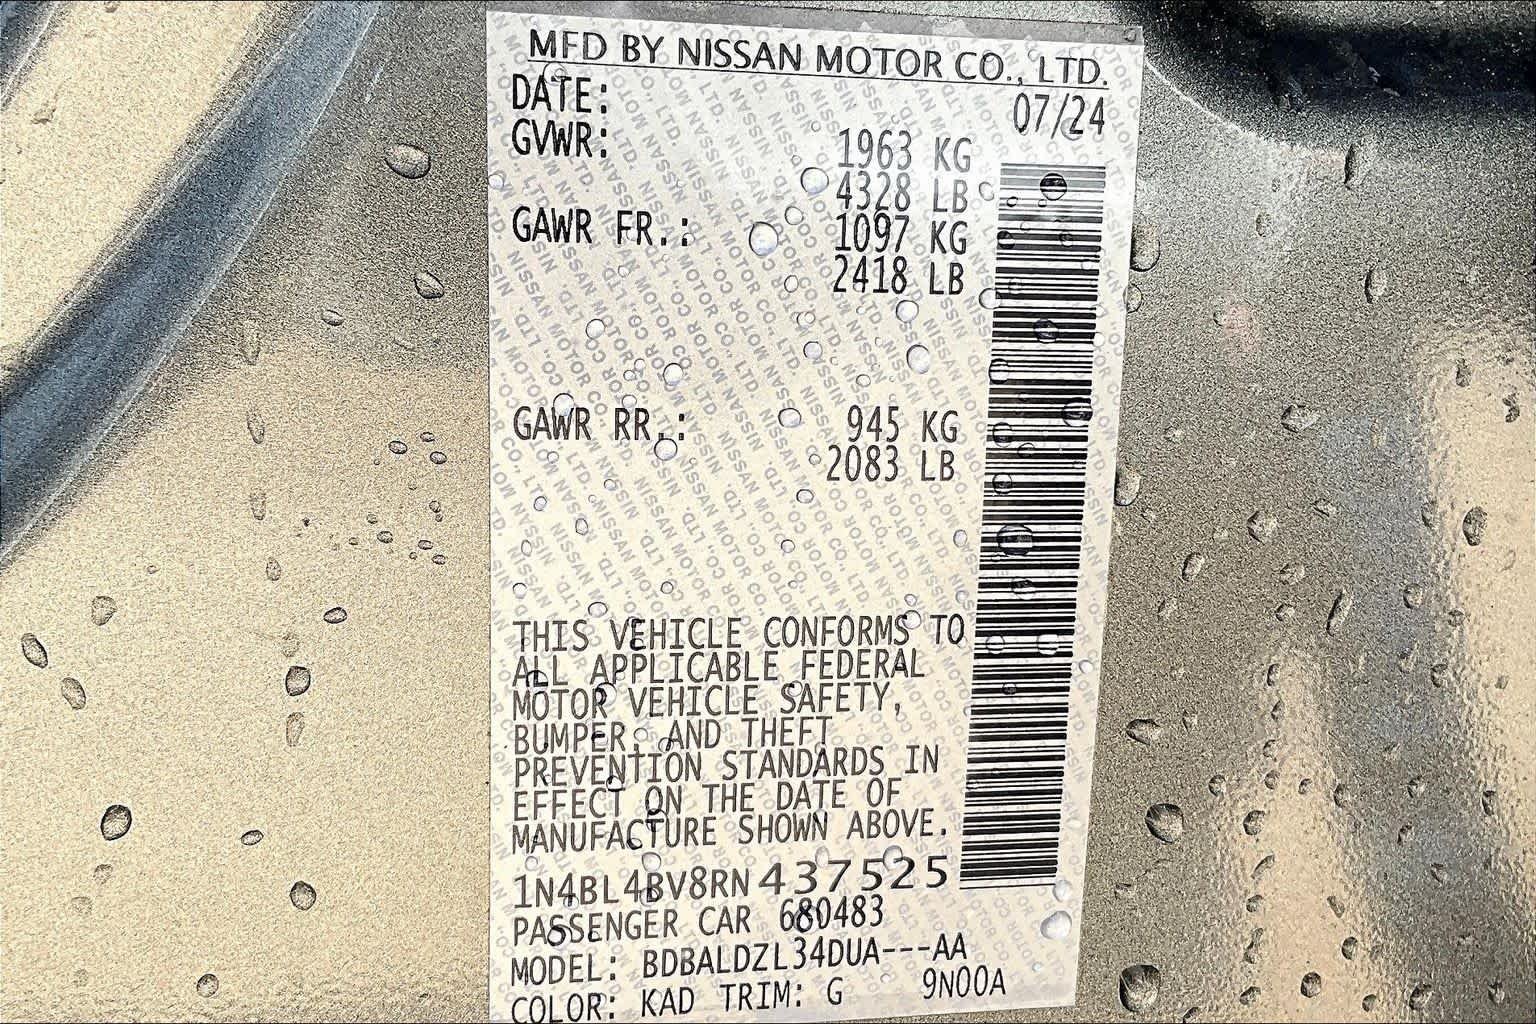 MFD BY NISSAN MOTOR CO., LTD.
DATE: 07/24
GVWR: 1963 KG
4328 LB
GAWR FR.: 1097 KG
2418 LB
GAWR RR.: 945 KG
2083 LB
THIS VEHICLE CONFORMS TO
ALL APPLICABLE FEDERAL
MOTOR VEHICLE SAFETY,
BUMPER, AND THEFT
PREVENTION STANDARDS IN
EFFECT ON THE DATE OF
MANUFACTURE SHOWN ABOVE.
1N4BL4BV8RN437525
PASSENGER CAR 680483
MODEL: BDBALDZL34DUA---AA
COLOR: KAD TRIM: G 9N00A